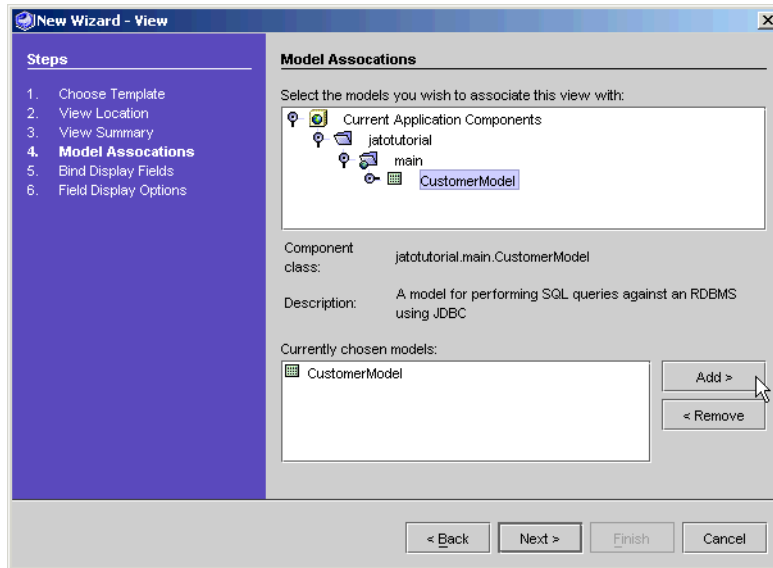 New Wizard - View
Steps
1. Choose Template
2. View Location
3. View Summary
4. Model Assocations
5. Bind Display Fields
6. Field Display Options
Model Assocations
Select the models you wish to associate this view with:
Current Application Components
jatotutorial
main
CustomerModel
Component
class:
jatotutorial.main.CustomerModel
Description:
A model for performing SQL queries against an RDBMS
using JDBC
Currently chosen models:
CustomerModel
Add >
< Remove
< Back
Next >
Finish
Cancel